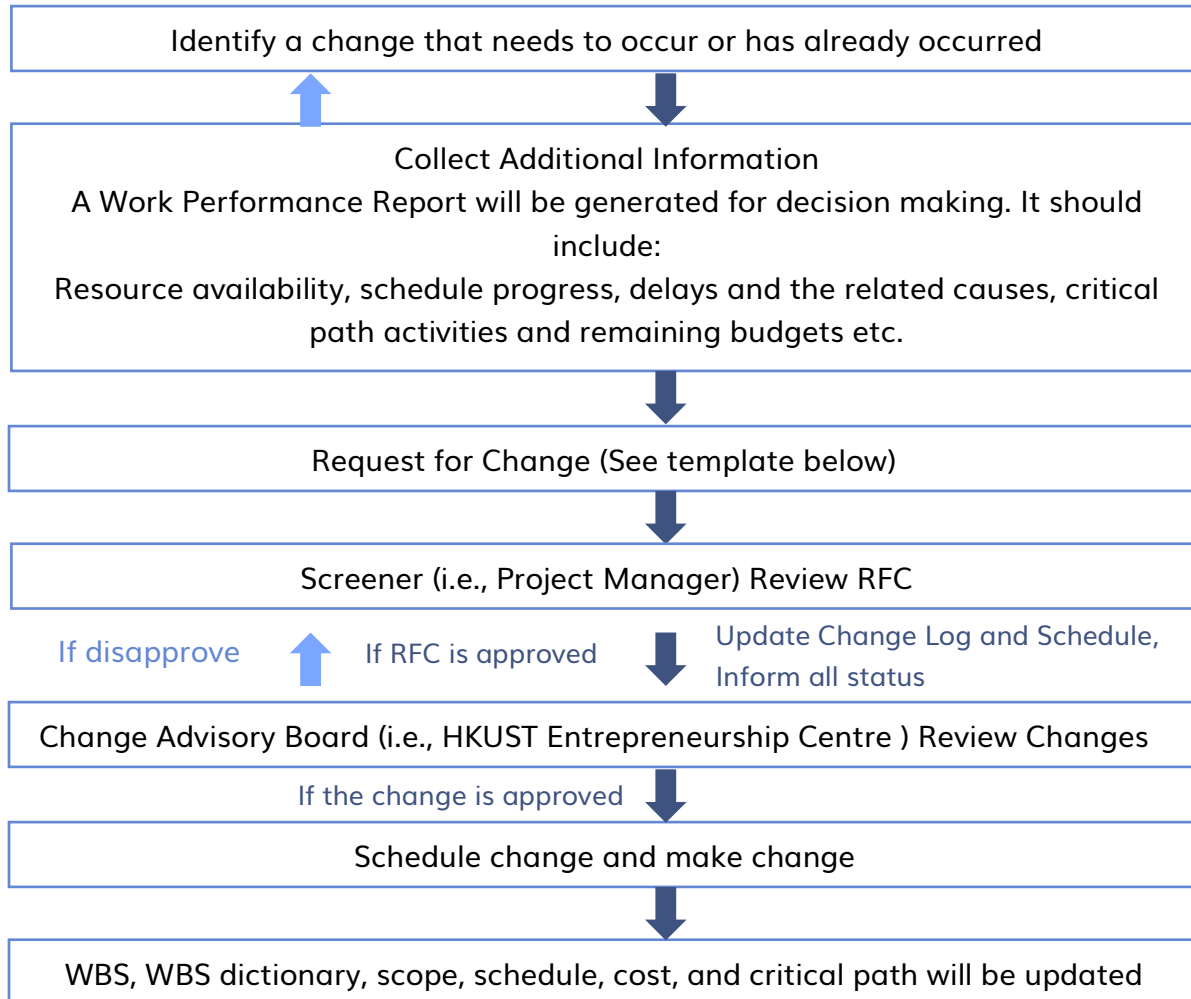 Identify a change that needs to occur or has already occurred
Collect Additional Information
A Work Performance Report will be generated for decision making. It should
include:
Resource availability, schedule progress, delays and the related causes, critical
path activities and remaining budgets etc.
Request for Change (See template below)
Screener (i.e., Project Manager) Review RFC
If disapprove
If RFC is approved
Update Change Log and Schedule,
Inform all status
Change Advisory Board (i.e., HKUST Entrepreneurship Centre ) Review Changes
If the change is approved
Schedule change and make change
WBS, WBS dictionary, scope, schedule, cost, and critical path will be updated